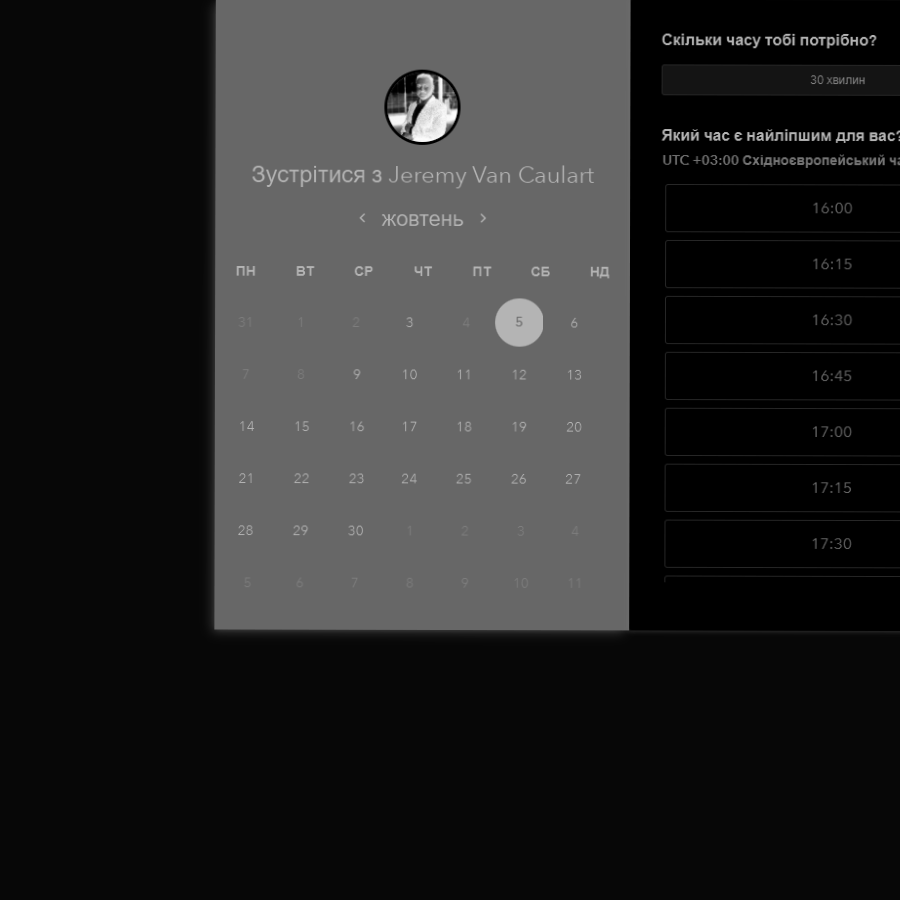 Зустрітися з Jeremy Van Caulart
жовтень
ПН ВТ СР ЧТ ПТ СБ НД
31 1 2 3 4 5 6
7 8 9 10 11 12 13
14 15 16 17 18 19 20
21 22 23 24 25 26 27
28 29 30 1 2 3 4
5 6 7 8 9 10 11
Скільки часу тобі потрібно?
30 хвилин
Який час є найліпшим для вас?
UTC +03:00 Східноєвропейський ча
16:00
16:15
16:30
16:45
17:00
17:15
17:30